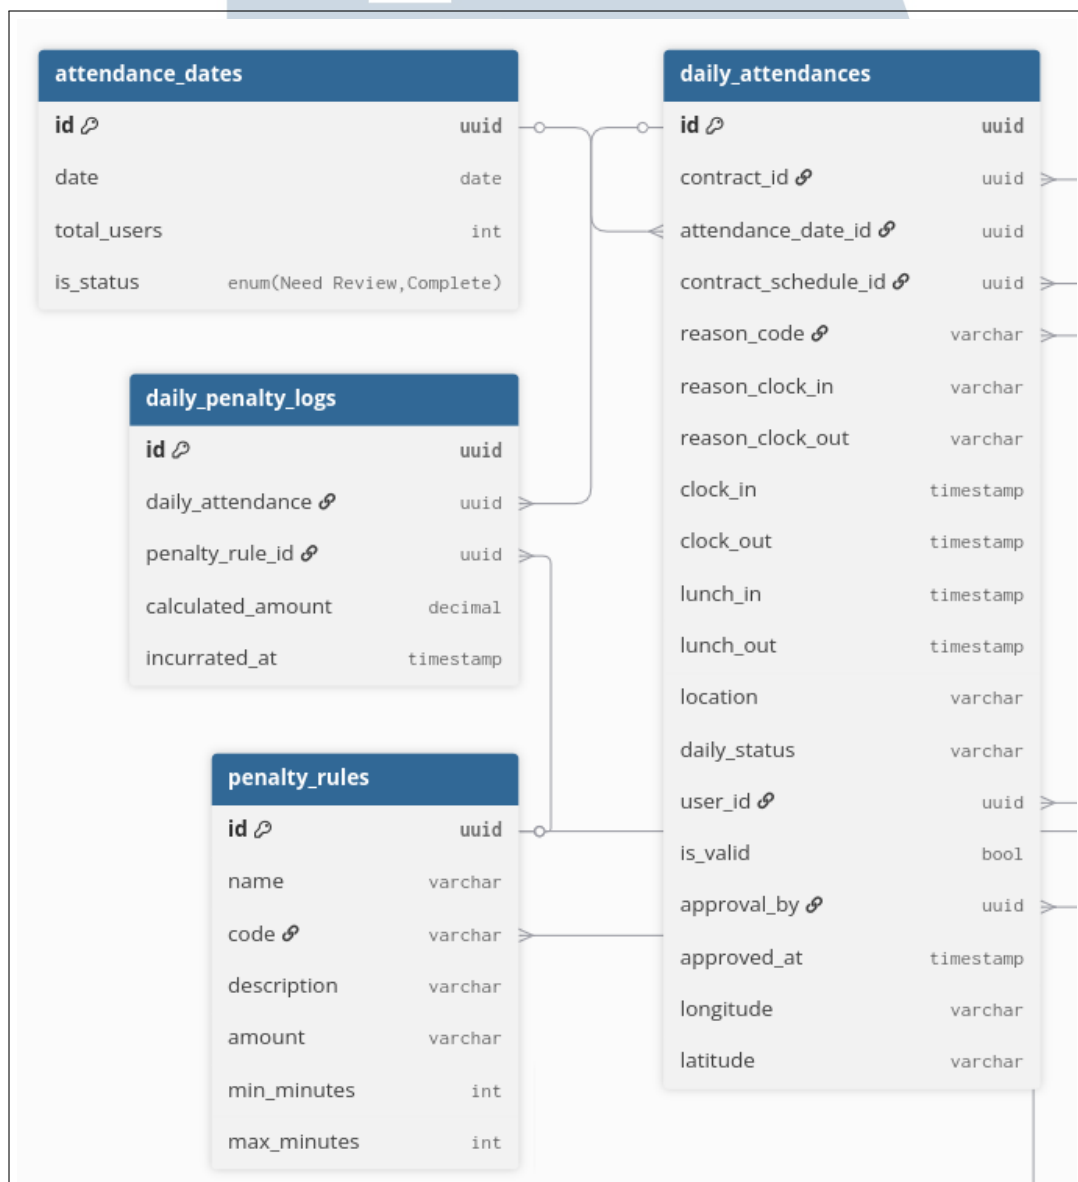 attendance_dates
id uuid
date date
total_users int
is_status enum(Need Review,Complete)
daily_penalty_logs
id uuid
daily_attendance uuid
penalty_rule_id uuid
calculated_amount decimal
incurrated_at timestamp
penalty_rules
id uuid
name varchar
code varchar
description varchar
amount varchar
min_minutes int
max_minutes int
daily_attendances
id uuid
contract_id uuid
attendance_date_id uuid
contract_schedule_id uuid
reason_code varchar
reason_clock_in varchar
reason_clock_out varchar
clock_in timestamp
clock_out timestamp
lunch_in timestamp
lunch_out timestamp
location varchar
daily_status varchar
user_id uuid
is_valid bool
approval_by uuid
approved_at timestamp
longitude varchar
latitude varchar